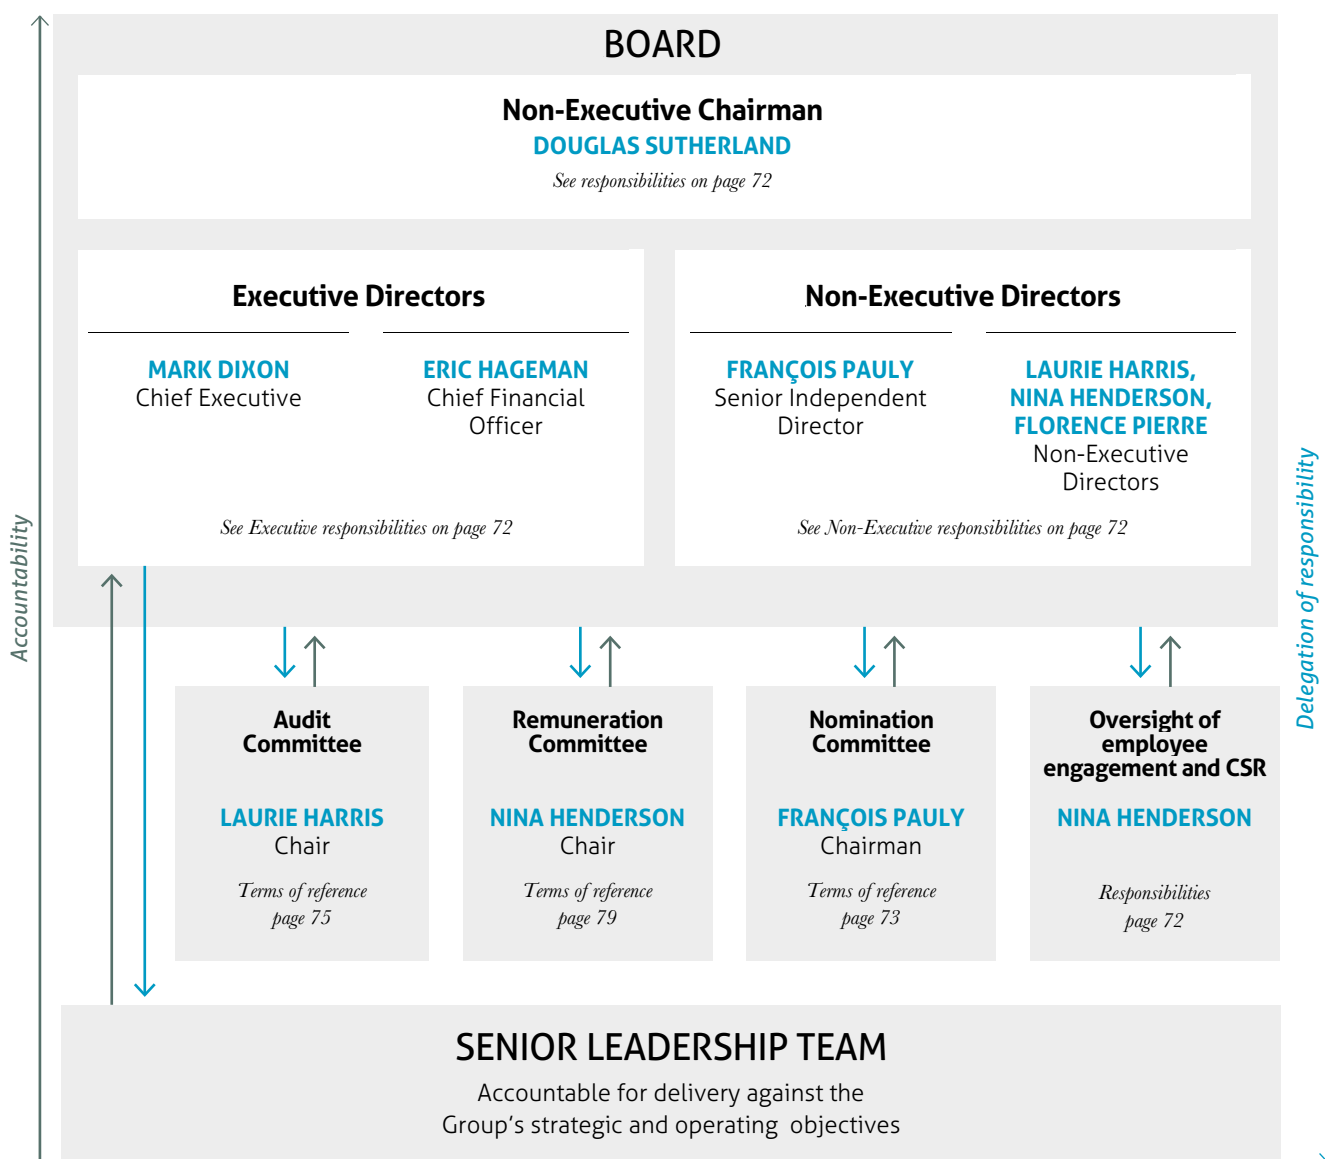 BOARD
Non-Executive Chairman
DOUGLAS SUTHERLAND
See responsibilities on page 72
Executive Directors
MARK DIXON
Chief Executive
ERIC HAGEMAN
Chief Financial
Officer
See Executive responsibilities on page 72
Non-Executive Directors
FRANÇOIS PAULY
Senior Independent
Director
LAURIE HARRIS,
NINA HENDERSON,
FLORENCE PIERRE
Non-Executive
Directors
See Non-Executive responsibilities on page 72
Accountability
Delegation of responsibility
Audit
Committee
LAURIE HARRIS
Chair
Terms of reference
page 75
Remuneration
Committee
NINA HENDERSON
Chair
Terms of reference
page 79
Nomination
Committee
FRANÇOIS PAULY
Chairman
Terms of reference
page 73
Oversight of
employee
engagement and CSR
NINA HENDERSON
Responsibilities
page 72
SENIOR LEADERSHIP TEAM
Accountable for delivery against the
Group's strategic and operating objectives